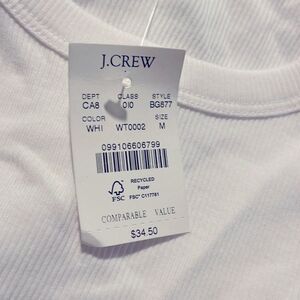 J.CREW
DEPT CLASS STYLE
CA8 010 BG877
COLOR SIZE
WHI WT0002 M
099106606799
FSC
RECYCLED
Paper
FSC® C117761
COMPARABLE VALUE
$34.50